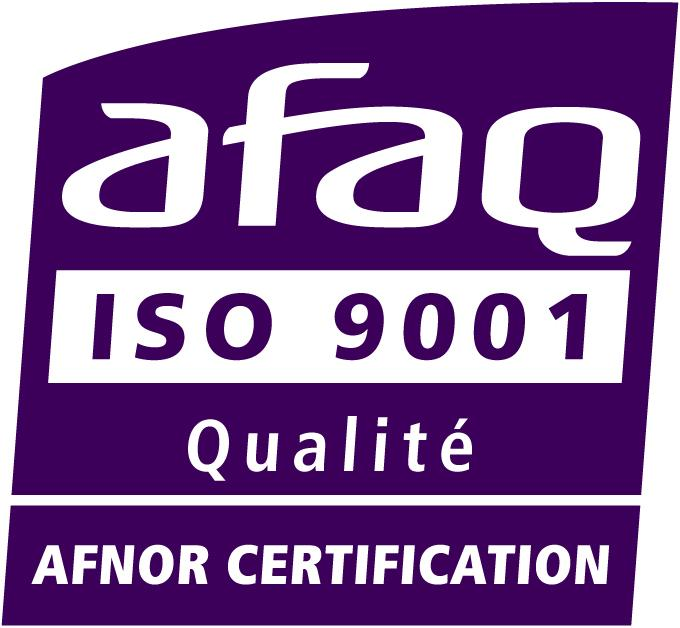 afaq
ISO 9001
Qualité
AFNOR CERTIFICATION